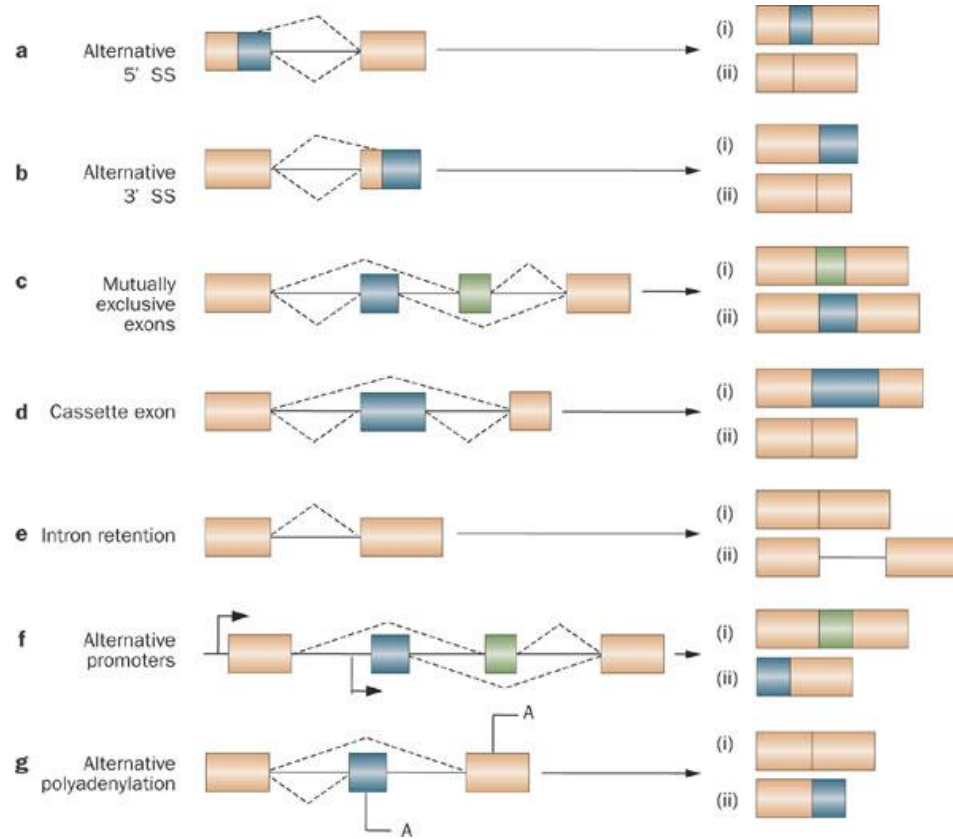 a Alternative 5' SS
(i)
(ii)
b Alternative 3' SS
(i)
(ii)
c Mutually exclusive exons
(i)
(ii)
d Cassette exon
(i)
(ii)
e Intron retention
(i)
(ii)
f Alternative promoters
(i)
(ii)
A
g Alternative polyadenylation
(i)
(ii)
A